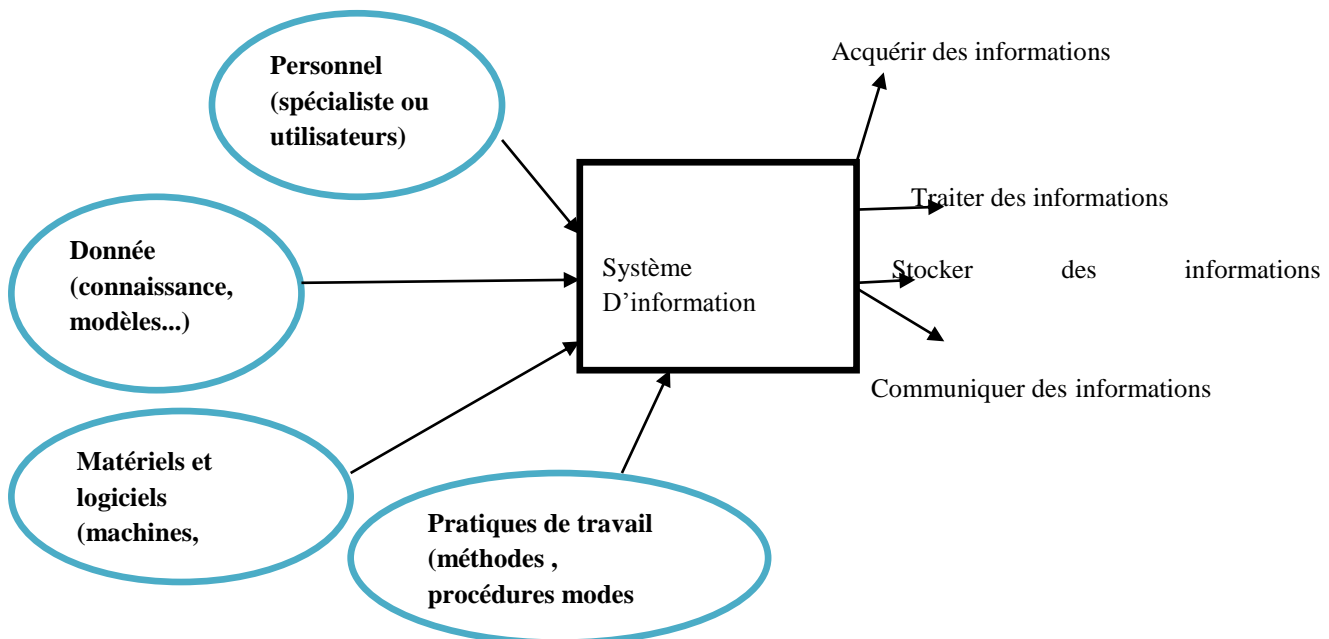 Personnel
(spécialiste ou
utilisateurs)
Donnée
(connaissance,
modèles...)
Matériels et
logiciels
(machines,
Pratiques de travail
(méthodes ,
procédures modes
Système
D’information
Acquérir des informations
Traiter des informations
Stocker des informations
Communiquer des informations